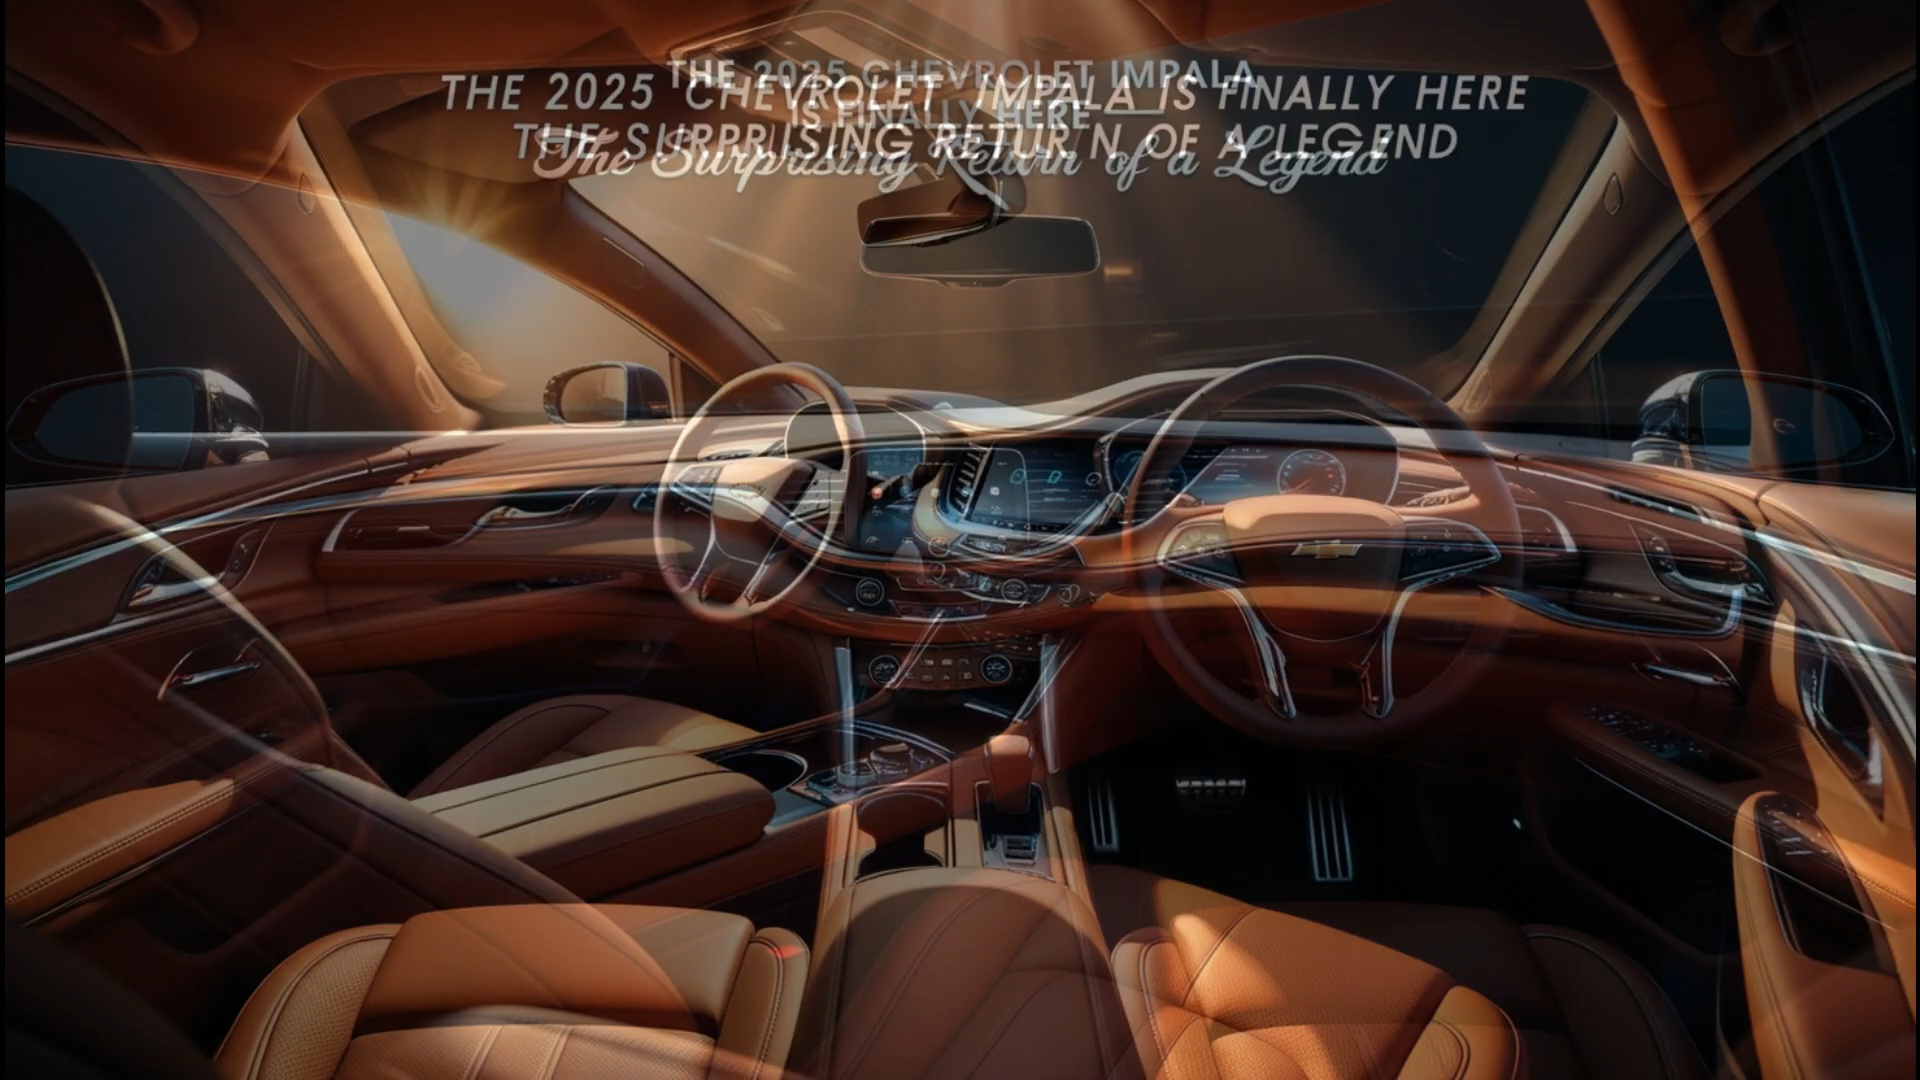 THE 2025 CHEVROLET IMPALA
IS FINALLY HERE
The Surprising Return of a Legend
THE 2025 CHEVROLET IMPALA IS FINALLY HERE
THE SURPRISING RETURN OF A LEGEND